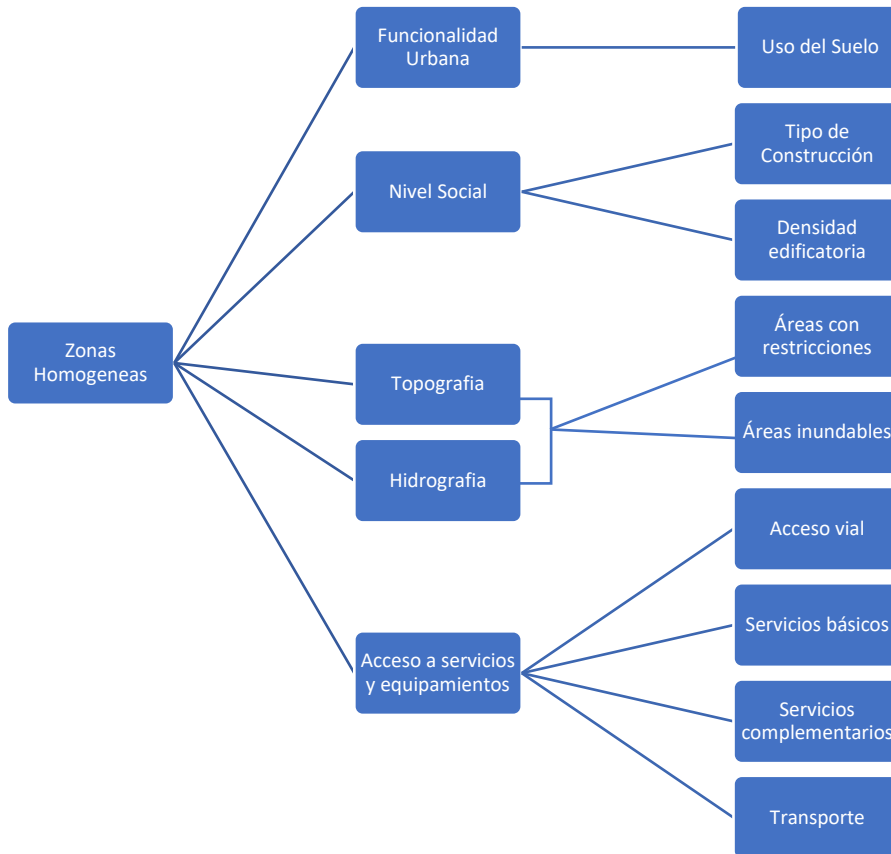 Funcionalidad
Urbana
Uso del Suelo
Tipo de
Construcción
Nivel Social
Densidad
edificatoria
Zonas
Homogeneas
Áreas con
restricciones
Topografia
Áreas inundables
Hidrografia
Acceso vial
Servicios básicos
Acceso a servicios
y equipamientos
Servicios
complementarios
Transporte